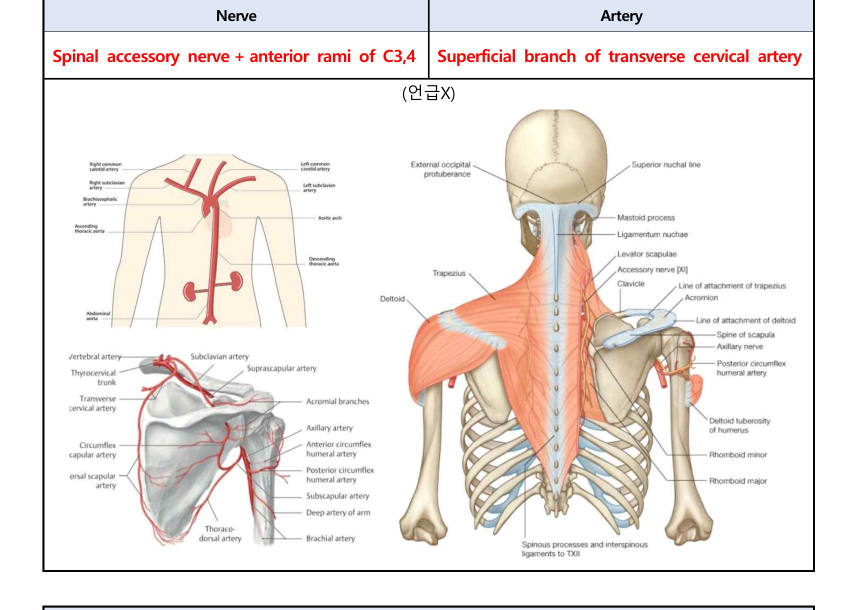 Nerve
Artery
Spinal accessory nerve + anterior rami of C3,4
Superficial branch of transverse cervical artery
(언급X)
Right common
carotid artery
Left common
carotid artery
Right subclavian
artery
Left subclavian
artery
Brachiocephalic
artery
Aortic arch
Ascending
thoracic aorta
Descending
thoracic aorta
Abdominal
aorta
External occipital
protuberance
Superior nuchal line
Mastoid process
Ligamentum nuchae
Levator scapulae
Accessory nerve [XI]
Clavicle
Line of attachment of trapezius
Acromion
Trapezius
Deltoid
Line of attachment of deltoid
Spine of scapula
Axillary nerve
Posterior circumflex
humeral artery
Deltoid tuberosity
of humerus
Rhomboid minor
Rhomboid major
Spinous processes and interspinous
ligaments to TXII
/ertebral artery
Subclavian artery
Thyrocervical
trunk
Suprascapular artery
Transverse
cervical artery
Acromial branches
Axillary artery
Circumflex
capular artery
Anterior circumflex
humeral artery
Posterior circumflex
humeral artery
orsal scapular
artery
Subscapular artery
Deep artery of arm
Thoraco-
dorsal artery
Brachial artery